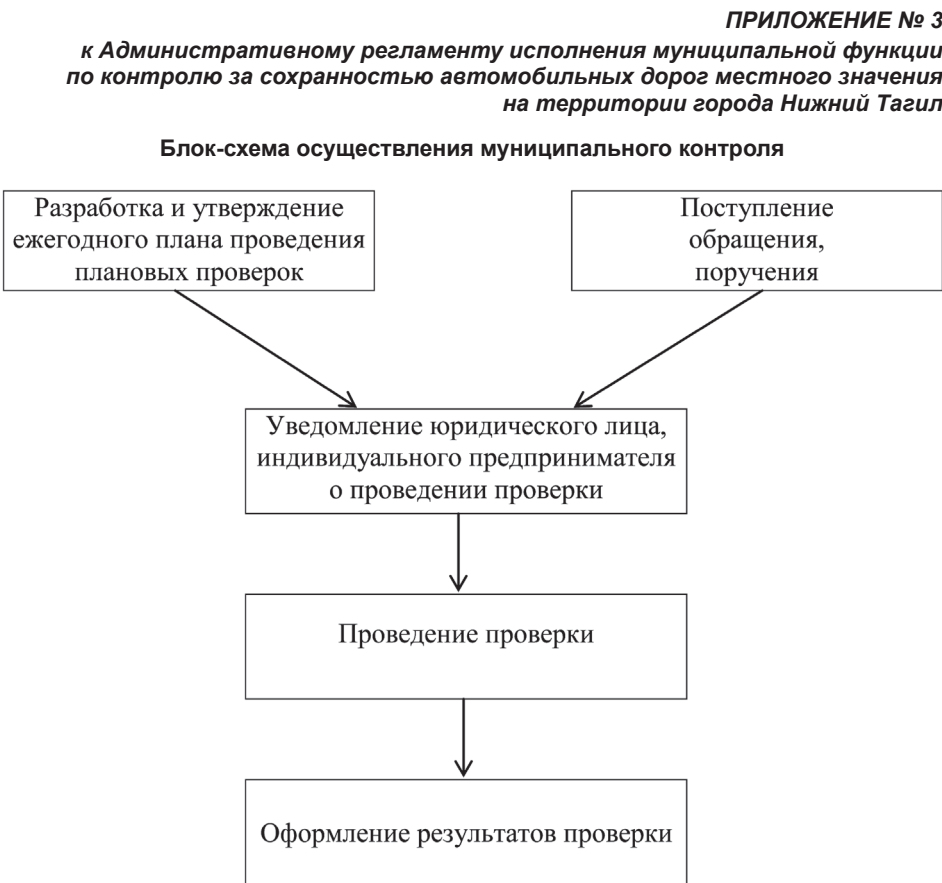 ПРИЛОЖЕНИЕ № 3
к Административному регламенту исполнения муниципальной функции
по контролю за сохранностью автомобильных дорог местного значения
на территории города Нижний Тагил
Блок-схема осуществления муниципального контроля
Разработка и утверждение
ежегодного плана проведения
плановых проверок
Поступление
обращения,
поручения
Уведомление юридического лица,
индивидуального предпринимателя
о проведении проверки
Проведение проверки
Оформление результатов проверки